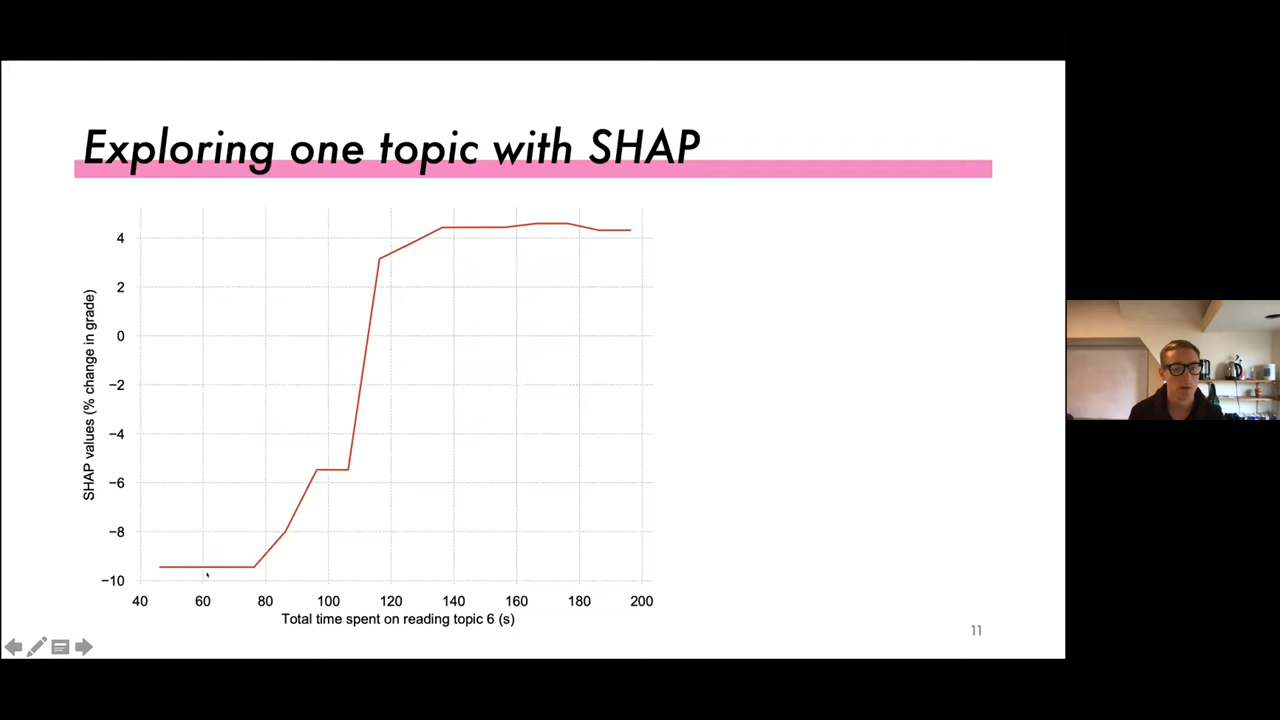 Exploring one topic with SHAP
SHAP values (% change in grade)
4
2
0
−2
−4
−6
−8
−10
40 60 80 100 120 140 160 180 200
Total time spent on reading topic 6 (s)
11